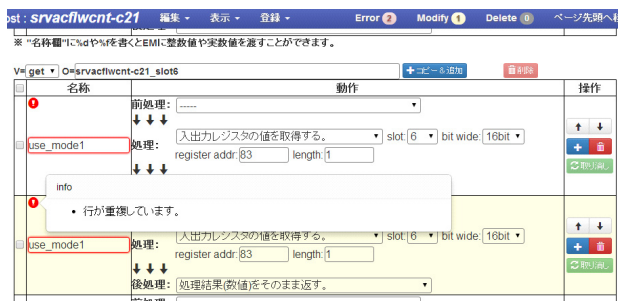 ost : srvacflwcnt-c21 編集 表示 登録 Error 2 Modify 1 Delete 0 ページ先頭へ
※ "名称欄"に%dや%fを書くとEMIに整数値や実数値を渡すことができます。
V= get O= srvacflwcnt-c21_slot6 コピー＆追加 削除
名称 動作 操作
前処理: -----
↓↓↓
use_mode1 処理: 入出力レジスタの値を取得する。 slot: 6 bit wide: 16bit
register addr: 83 length: 1
↓↓↓
取り消し
info
行が重複しています。
use_mode1 処理: 入出力レジスタの値を取得する。 slot: 6 bit wide: 16bit
register addr: 83 length: 1
↓↓↓
取り消し
後処理: 処理結果(数値)をそのまま返す。